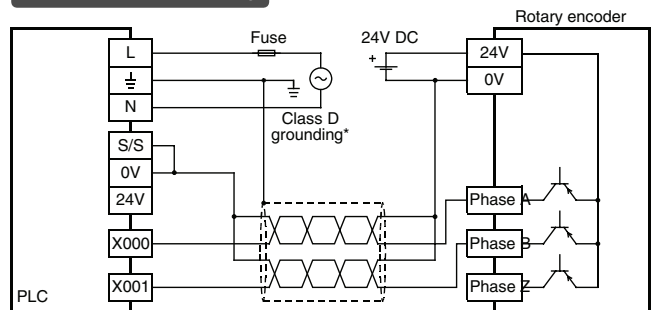 Rotary encoder
Fuse
24V DC
L
24V
+
0V
N
Class D
grounding*
S/S
0V
24V
Phase A
X000
Phase B
X001
Phase Z
PLC